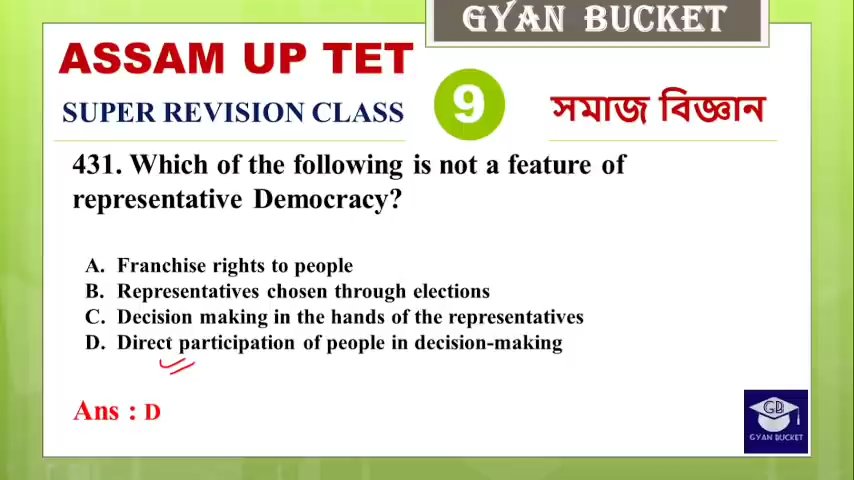 GYAN BUCKET
ASSAM UP TET
SUPER REVISION CLASS
9
সমাজ বিজ্ঞান
431. Which of the following is not a feature of
representative Democracy?
A. Franchise rights to people
B. Representatives chosen through elections
C. Decision making in the hands of the representatives
D. Direct participation of people in decision-making
Ans : D
GB
GYAN BUCKET